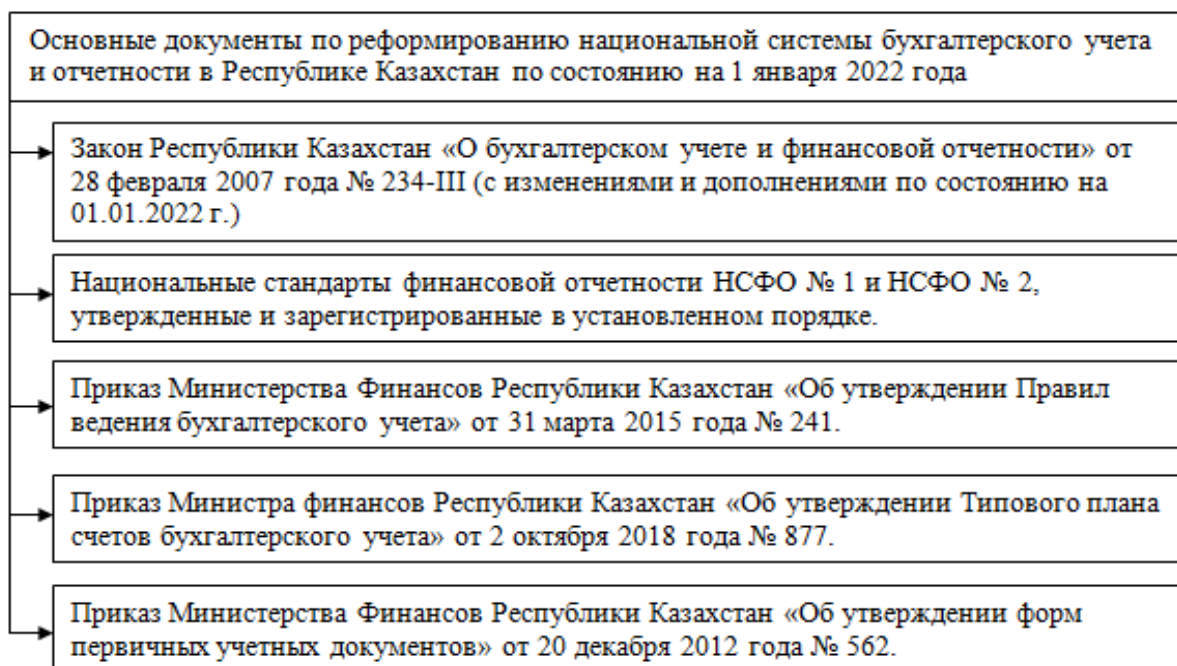 Основные документы по реформированию национальной системы бухгалтерского учета
и отчетности в Республике Казахстан по состоянию на 1 января 2022 года
Закон Республики Казахстан «О бухгалтерском учете и финансовой отчетности» от
28 февраля 2007 года № 234-III (с изменениями и дополнениями по состоянию на
01.01.2022 г.)
Национальные стандарты финансовой отчетности НСФО № 1 и НСФО № 2,
утвержденные и зарегистрированные в установленном порядке.
Приказ Министерства Финансов Республики Казахстан «Об утверждении Правил
ведения бухгалтерского учета» от 31 марта 2015 года № 241.
Приказ Министра финансов Республики Казахстан «Об утверждении Типового плана
счетов бухгалтерского учета» от 2 октября 2018 года № 877.
Приказ Министерства Финансов Республики Казахстан «Об утверждении форм
первичных учетных документов» от 20 декабря 2012 года № 562.